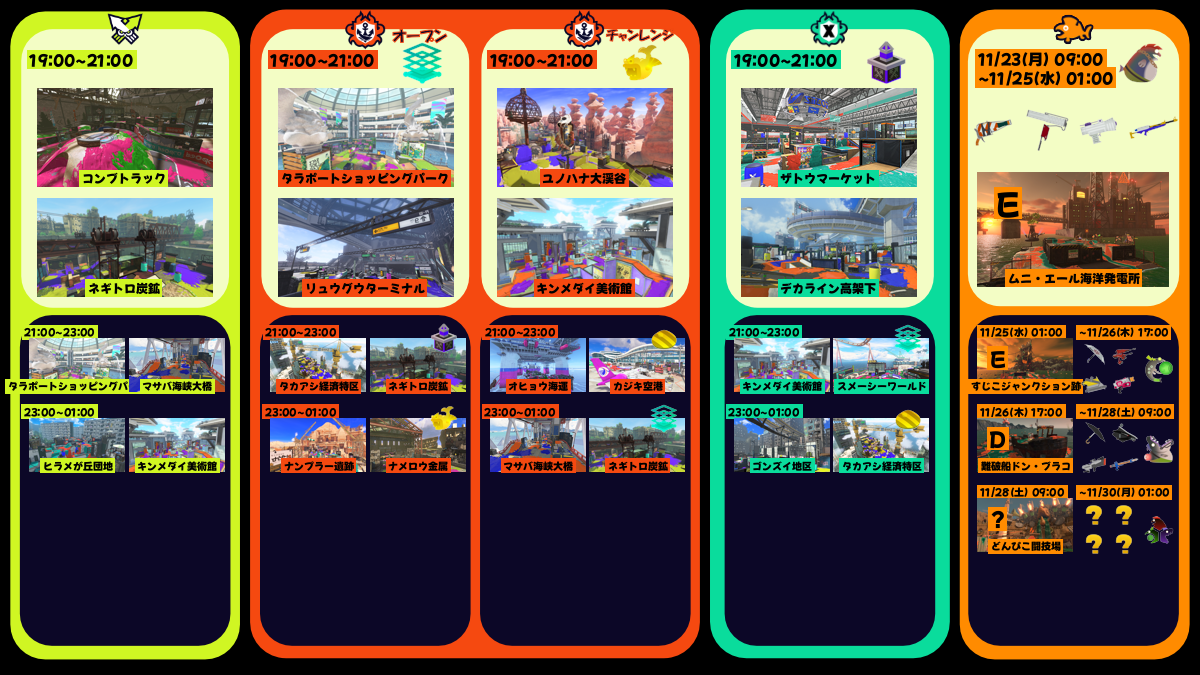 19:00~21:00
コンブトラック
ネギトロ炭鉱
21:00~23:00
タラポートショッピングパ
マサバ海峡大橋
23:00~01:00
ヒラメが丘団地
キンメダイ美術館
オープン
19:00~21:00
タラポートショッピングパーク
リュウグウターミナル
21:00~23:00
タカアシ経済特区
ネギトロ炭鉱
23:00~01:00
ナンプラー遺跡
ナメロウ金属
チャンレンジ
19:00~21:00
ユノハナ大渓谷
キンメダイ美術館
21:00~23:00
オヒョウ海運
カジキ空港
23:00~01:00
マサバ海峡大橋
ネギトロ炭鉱
X
19:00~21:00
ザトウマーケット
デカライン高架下
21:00~23:00
キンメダイ美術館
スメーシーワールド
23:00~01:00
ゴンズイ地区
タカアシ経済特区
11/23(月) 09:00
~11/25(水) 01:00
E
ムニ・エール海洋発電所
11/25(水) 01:00 ~11/26(木) 17:00
E
すじこジャンクション跡
11/26(木) 17:00 ~11/28(土) 09:00
D
難破船ドン・ブラコ
11/28(土) 09:00 ~11/30(月) 01:00
?
? ?
? ?
どんぴこ闘技場